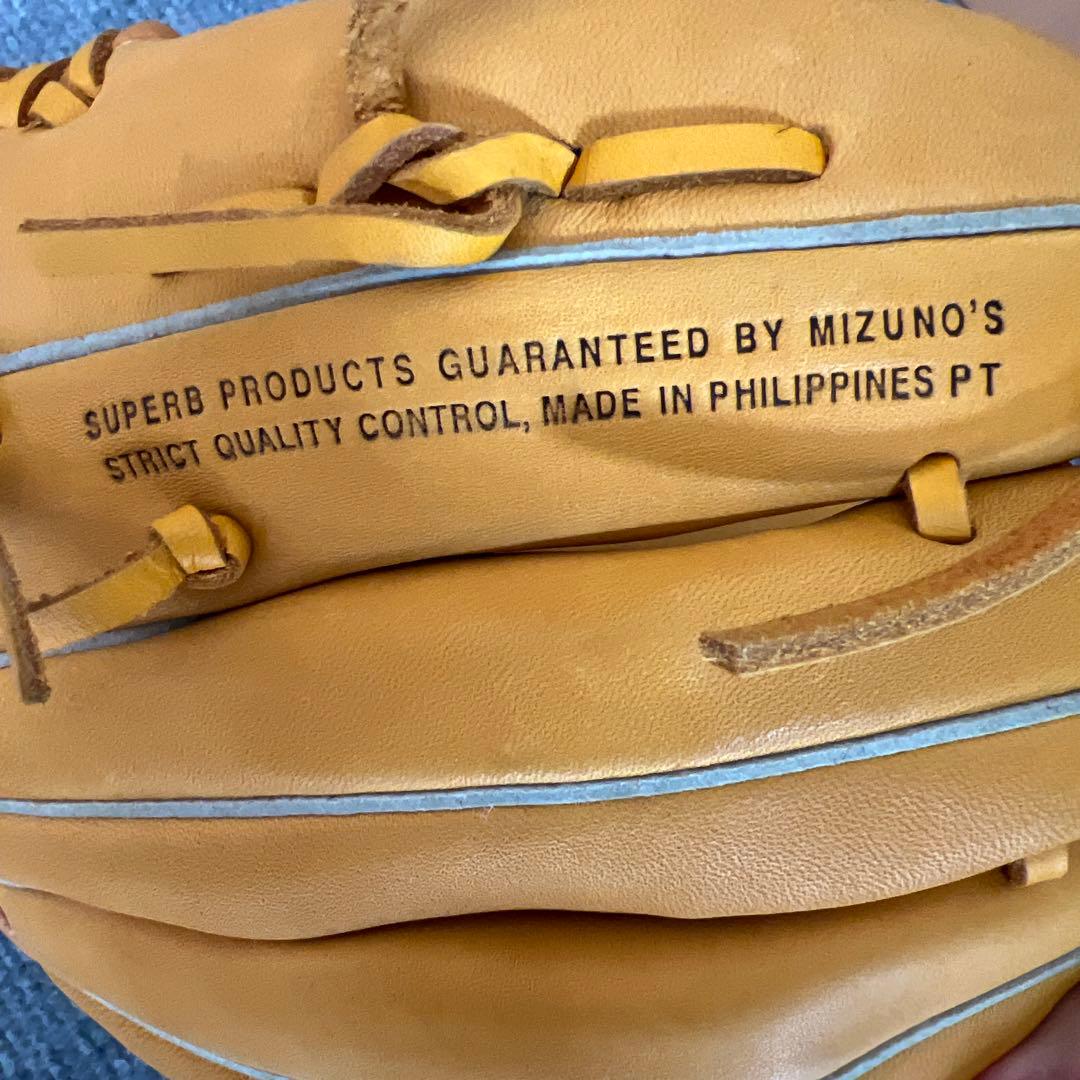 SUPERB PRODUCTS GUARANTEED BY MIZUNO'S
STRICT QUALITY CONTROL, MADE IN PHILIPPINES PT